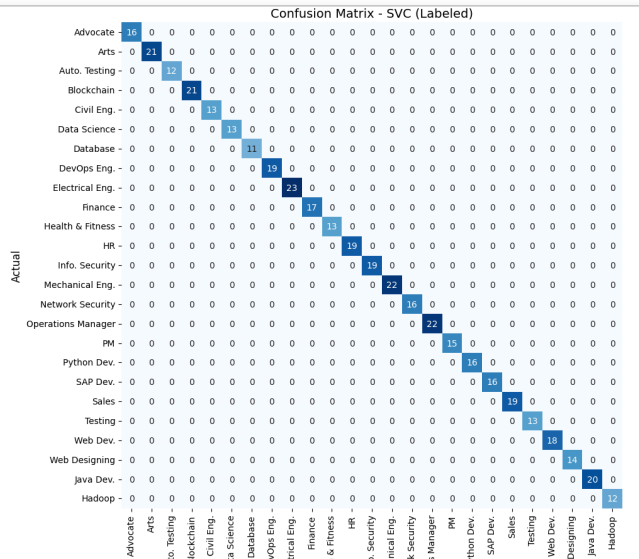 Confusion Matrix - SVC (Labeled)
Actual
Advocate 16 0 0 0 0 0 0 0 0 0 0 0 0 0 0 0 0 0 0 0 0 0 0 0 0
Arts 0 21 0 0 0 0 0 0 0 0 0 0 0 0 0 0 0 0 0 0 0 0 0 0 0
Auto. Testing 0 0 12 0 0 0 0 0 0 0 0 0 0 0 0 0 0 0 0 0 0 0 0 0 0
Blockchain 0 0 0 21 0 0 0 0 0 0 0 0 0 0 0 0 0 0 0 0 0 0 0 0 0
Civil Eng. 0 0 0 0 13 0 0 0 0 0 0 0 0 0 0 0 0 0 0 0 0 0 0 0 0
Data Science 0 0 0 0 0 13 0 0 0 0 0 0 0 0 0 0 0 0 0 0 0 0 0 0 0
Database 0 0 0 0 0 0 11 0 0 0 0 0 0 0 0 0 0 0 0 0 0 0 0 0 0
DevOps Eng. 0 0 0 0 0 0 0 19 0 0 0 0 0 0 0 0 0 0 0 0 0 0 0 0 0
Electrical Eng. 0 0 0 0 0 0 0 0 23 0 0 0 0 0 0 0 0 0 0 0 0 0 0 0 0
Finance 0 0 0 0 0 0 0 0 0 17 0 0 0 0 0 0 0 0 0 0 0 0 0 0 0
Health & Fitness 0 0 0 0 0 0 0 0 0 0 13 0 0 0 0 0 0 0 0 0 0 0 0 0 0
HR 0 0 0 0 0 0 0 0 0 0 0 19 0 0 0 0 0 0 0 0 0 0 0 0 0
Info. Security 0 0 0 0 0 0 0 0 0 0 0 0 19 0 0 0 0 0 0 0 0 0 0 0 0
Mechanical Eng. 0 0 0 0 0 0 0 0 0 0 0 0 0 22 0 0 0 0 0 0 0 0 0 0 0
Network Security 0 0 0 0 0 0 0 0 0 0 0 0 0 0 16 0 0 0 0 0 0 0 0 0 0
Operations Manager 0 0 0 0 0 0 0 0 0 0 0 0 0 0 0 22 0 0 0 0 0 0 0 0 0
PM 0 0 0 0 0 0 0 0 0 0 0 0 0 0 0 0 15 0 0 0 0 0 0 0 0
Python Dev. 0 0 0 0 0 0 0 0 0 0 0 0 0 0 0 0 0 16 0 0 0 0 0 0 0
SAP Dev. 0 0 0 0 0 0 0 0 0 0 0 0 0 0 0 0 0 0 16 0 0 0 0 0 0
Sales 0 0 0 0 0 0 0 0 0 0 0 0 0 0 0 0 0 0 0 19 0 0 0 0 0
Testing 0 0 0 0 0 0 0 0 0 0 0 0 0 0 0 0 0 0 0 0 13 0 0 0 0
Web Dev. 0 0 0 0 0 0 0 0 0 0 0 0 0 0 0 0 0 0 0 0 0 18 0 0 0
Web Designing 0 0 0 0 0 0 0 0 0 0 0 0 0 0 0 0 0 0 0 0 0 0 14 0 0
Java Dev. 0 0 0 0 0 0 0 0 0 0 0 0 0 0 0 0 0 0 0 0 0 0 0 20 0
Hadoop 0 0 0 0 0 0 0 0 0 0 0 0 0 0 0 0 0 0 0 0 0 0 0 0 12
Advocate
Arts
Testing
Civil Eng.
Science
Database
Eng.
Eng.
Finance
& Fitness
HR
Security
Eng.
Security
Manager
PM
Dev.
SAP Dev.
Sales
Testing
Web Dev.
Designing
Java Dev.
Hadoop